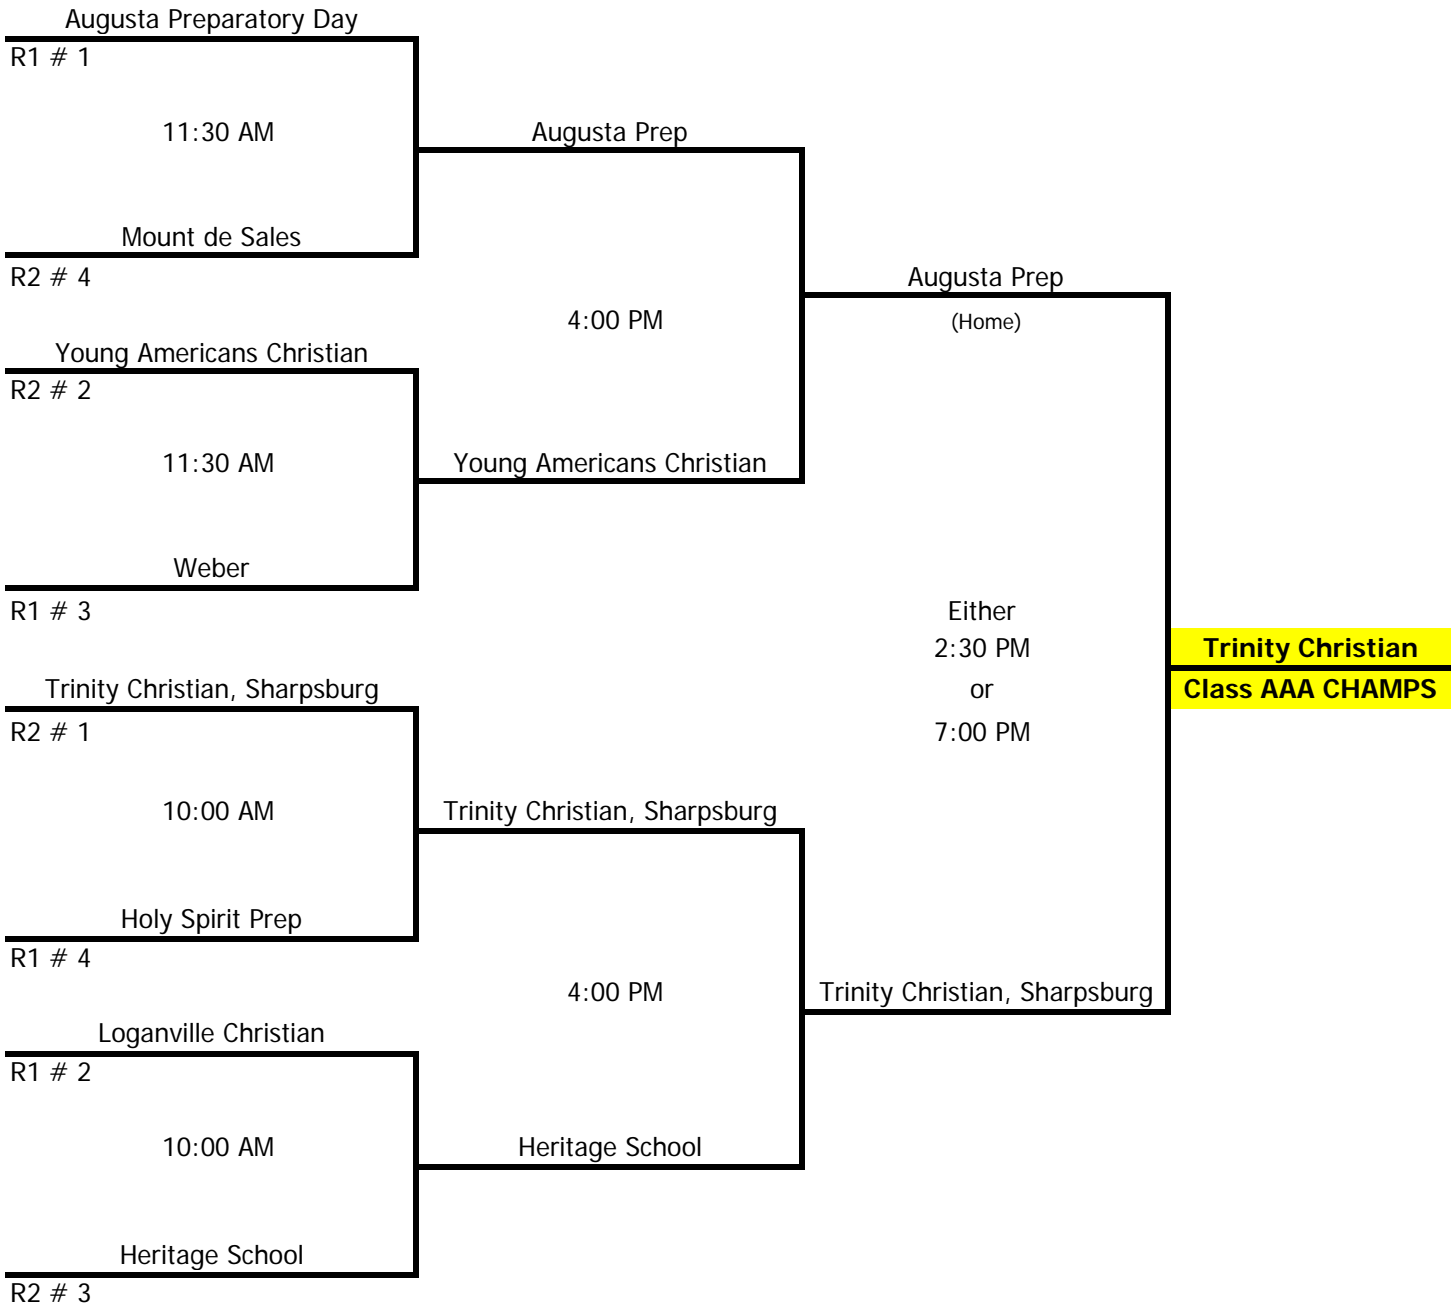 Augusta Preparatory Day
R1 # 1
11:30 AM
Augusta Prep
Mount de Sales
R2 # 4
Augusta Prep
4:00 PM
(Home)
Young Americans Christian
R2 # 2
11:30 AM
Young Americans Christian
Weber
R1 # 3
Either
2:30 PM
Trinity Christian
Trinity Christian, Sharpsburg
or
Class AAA CHAMPS
R2 # 1
7:00 PM
10:00 AM
Trinity Christian, Sharpsburg
Holy Spirit Prep
R1 # 4
4:00 PM
Trinity Christian, Sharpsburg
Loganville Christian
R1 # 2
10:00 AM
Heritage School
Heritage School
R2 # 3